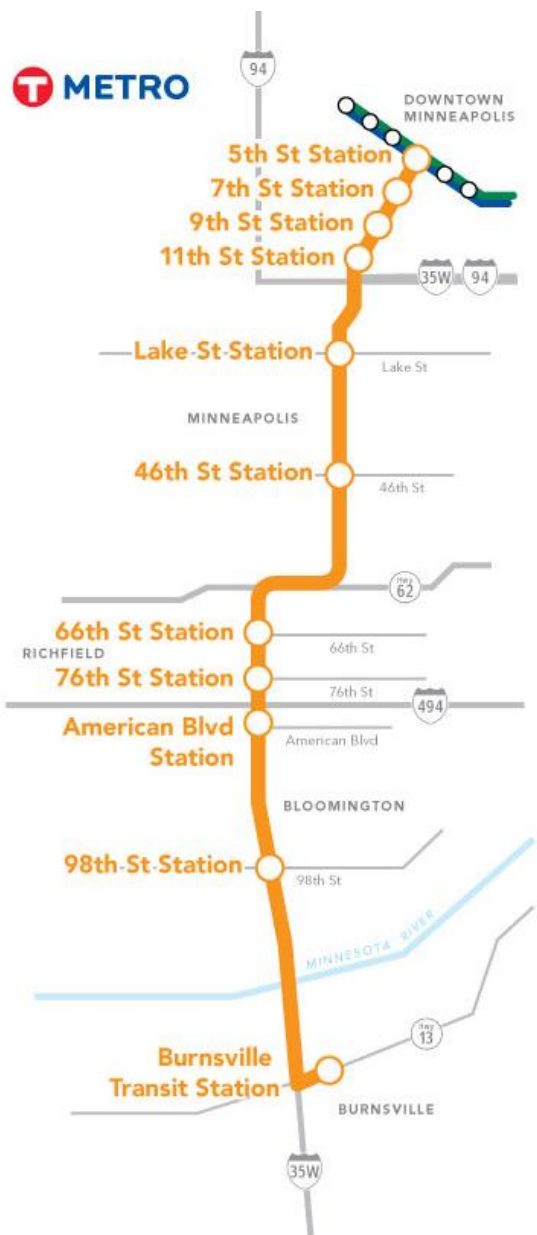 94
T METRO
DOWNTOWN
MINNEAPOLIS
5th St Station
7th St Station
9th St Station
11th St Station
35W
94
Lake St Station
Lake St
MINNEAPOLIS
46th St Station
46th St
Hwy
62
66th St Station
66th St
RICHFIELD
76th St Station
76th St
494
American Blvd
Station
American Blvd
BLOOMINGTON
98th St Station
98th St
MINNESOTA RIVER
Hwy
13
Burnsville
Transit Station
BURNSVILLE
35W